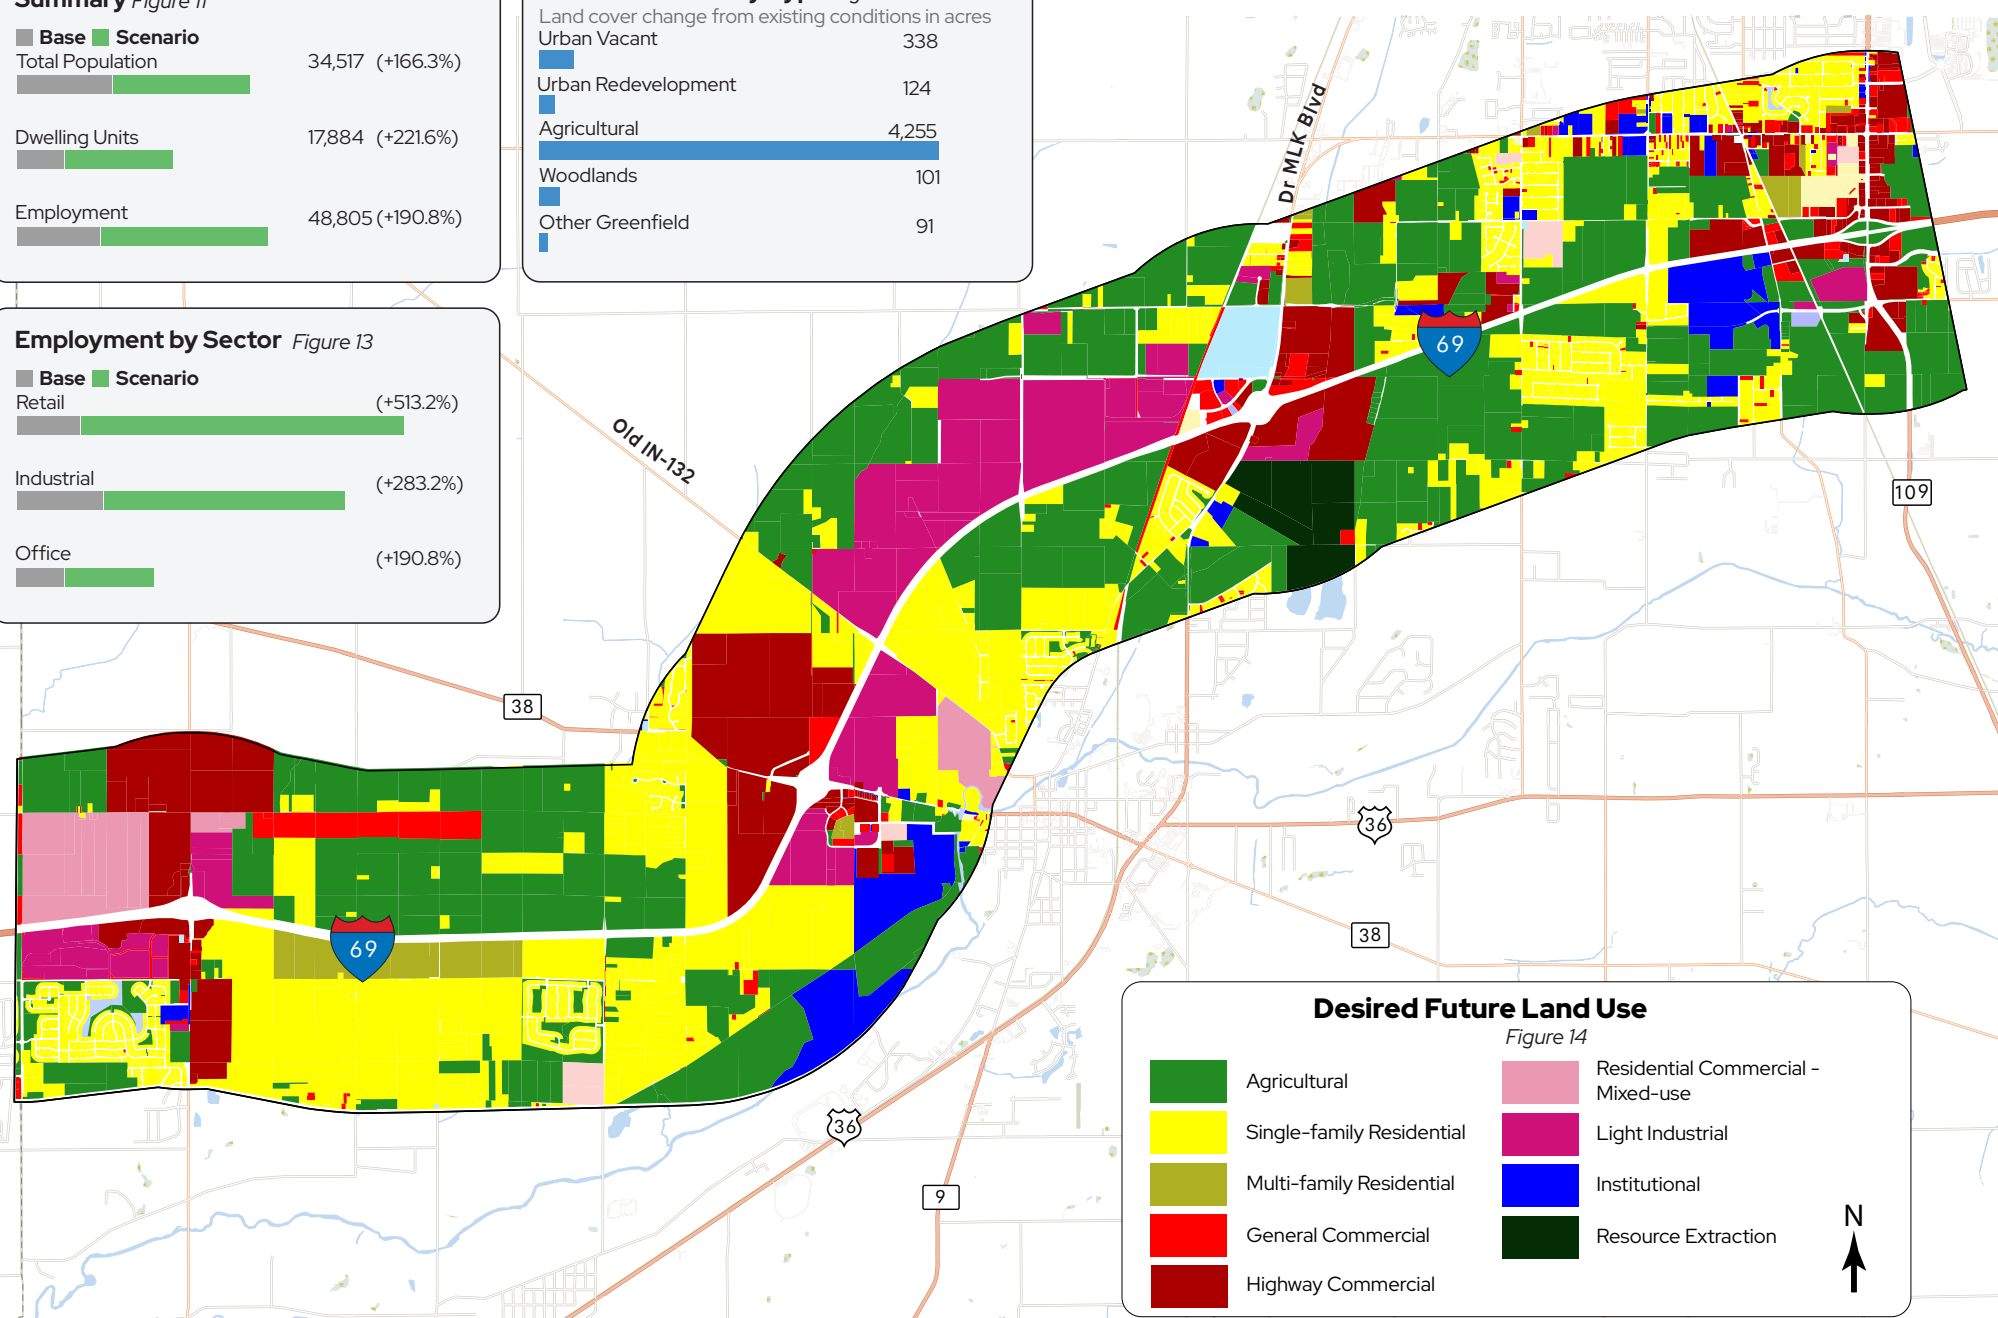 Summary Figure 11
Base Scenario
Total Population 34,517 (+166.3%)
Dwelling Units 17,884 (+221.6%)
Employment 48,805 (+190.8%)
Land cover change from existing conditions in acres
Urban Vacant 338
Urban Redevelopment 124
Agricultural 4,255
Woodlands 101
Other Greenfield 91
Employment by Sector Figure 13
Base Scenario
Retail (+513.2%)
Industrial (+283.2%)
Office (+190.8%)
Dr MLK Blvd
Old IN-132
69
109
38
36
69
38
36
9
Desired Future Land Use
Figure 14
Agricultural
Single-family Residential
Multi-family Residential
General Commercial
Highway Commercial
Residential Commercial -
Mixed-use
Light Industrial
Institutional
Resource Extraction
N